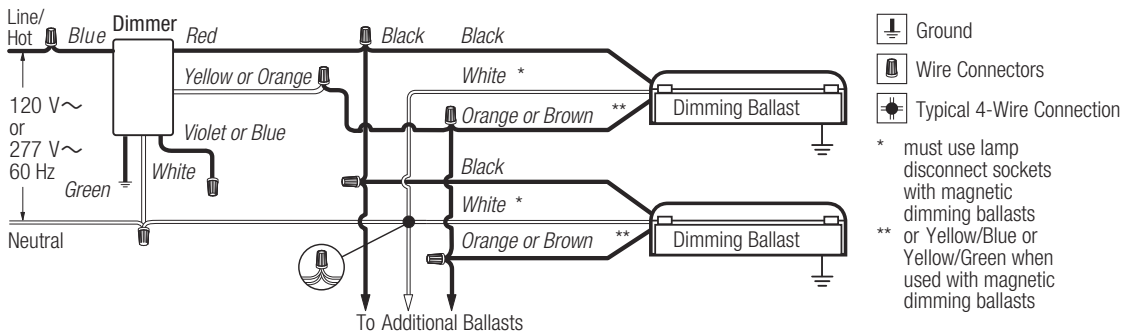 Line/
Hot
Blue
Dimmer
Red
Black
Black
Yellow or Orange
White *
Orange or Brown **
Dimming Ballast
120 V~
or
277 V~
60 Hz
Violet or Blue
White
Green
Black
White *
Neutral
Orange or Brown **
Dimming Ballast
To Additional Ballasts
Ground
Wire Connectors
Typical 4-Wire Connection
* must use lamp
disconnect sockets
with magnetic
dimming ballasts
** or Yellow/Blue or
Yellow/Green when
used with magnetic
dimming ballasts